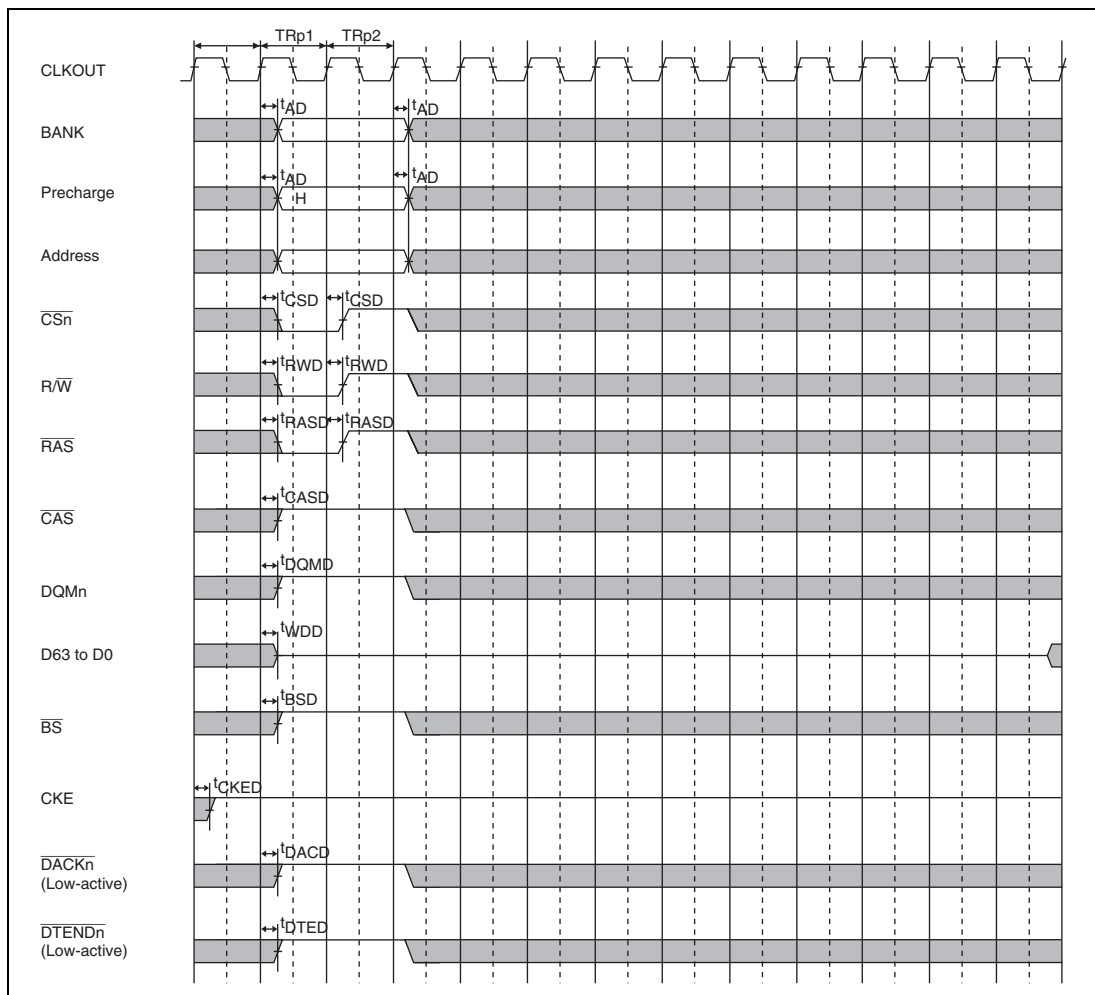 TRp1 TRp2
CLKOUT
tAD tAD
BANK
tAD tAD
Precharge H
Address
tCSD tCSD
CSn
tRWD tRWD
R/W
tRASD tRASD
RAS
tCASD
CAS
tDQMD
DQMn
tWDD
D63 to D0
tBSD
BS
tCKED
CKE
tDACD
DACKn
(Low-active)
tDTED
DTENDn
(Low-active)